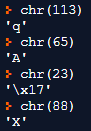 > chr(113)
'q'
> chr(65)
'A'
> chr(23)
'\x17'
> chr(88)
'X'